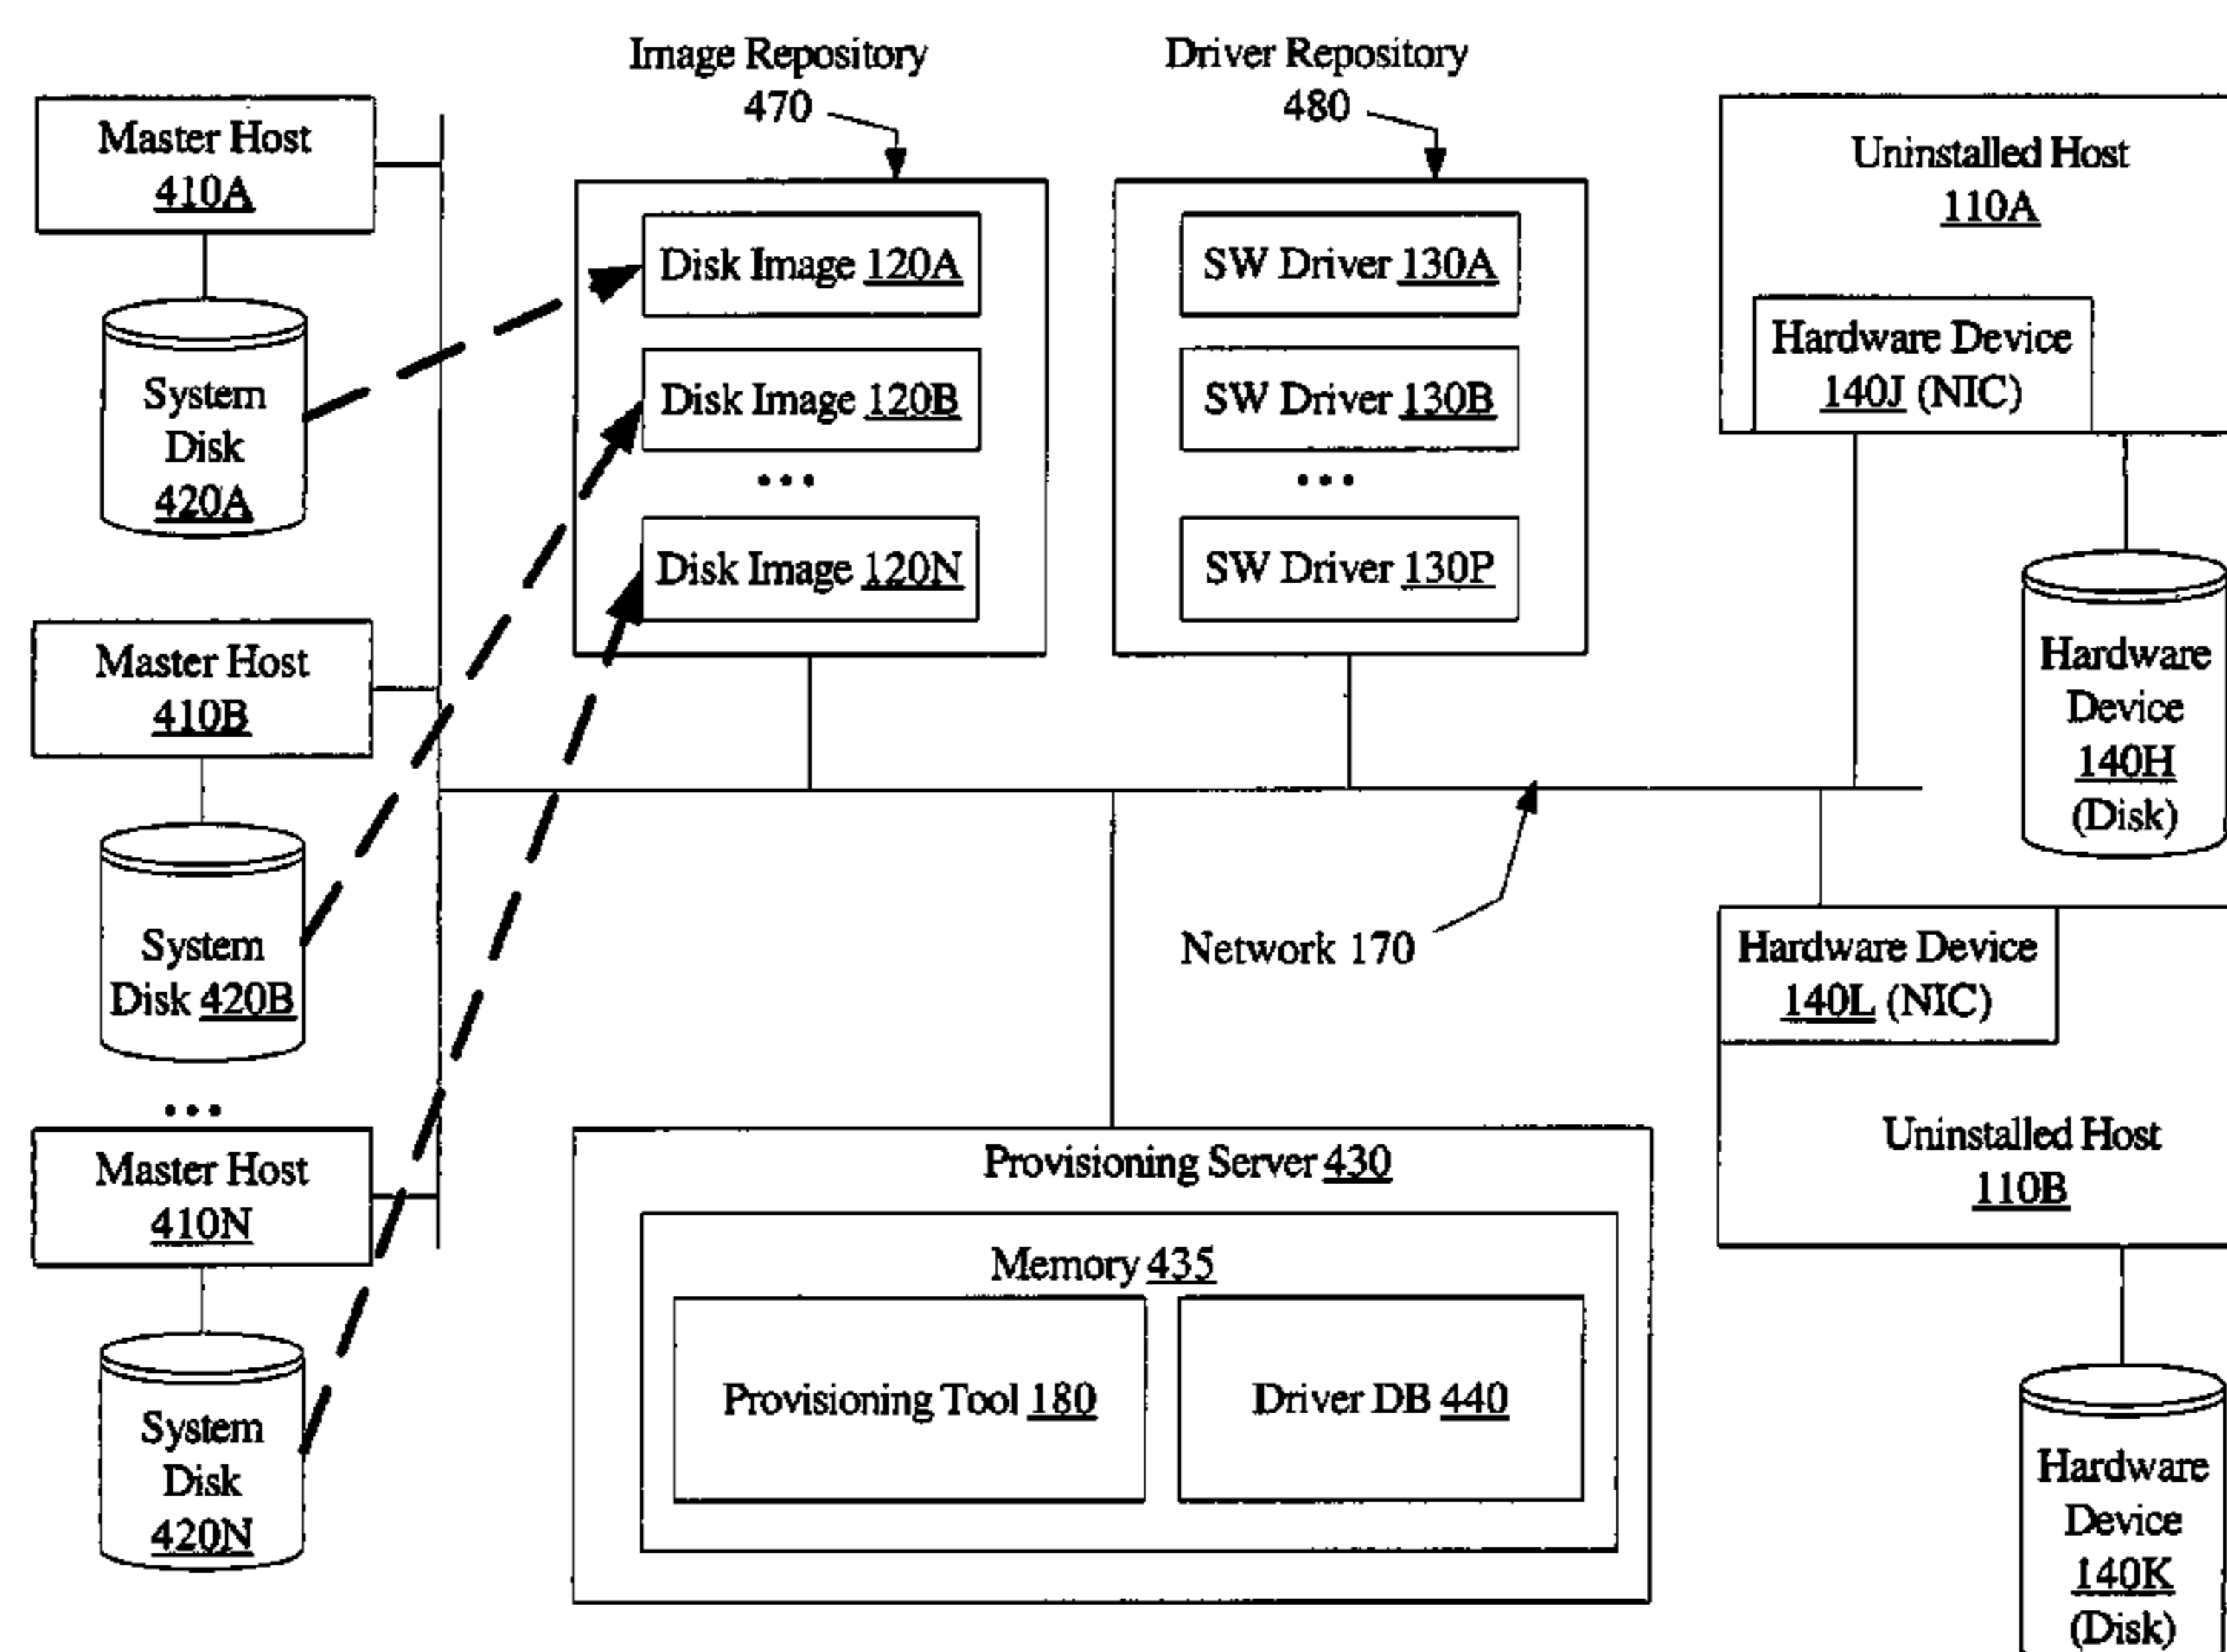 Image Repository
470
Driver Repository
480
Master Host
410A
System
Disk
420A
Master Host
410B
System
Disk 420B
...
Master Host
410N
System
Disk
420N
Disk Image 120A
Disk Image 120B
...
Disk Image 120N
SW Driver 130A
SW Driver 130B
...
SW Driver 130P
Network 170
Provisioning Server 430
Memory 435
Provisioning Tool 180
Driver DB 440
Uninstalled Host
110A
Hardware Device
140J (NIC)
Hardware
Device
140H
(Disk)
Hardware Device
140L (NIC)
Uninstalled Host
110B
Hardware
Device
140K
(Disk)